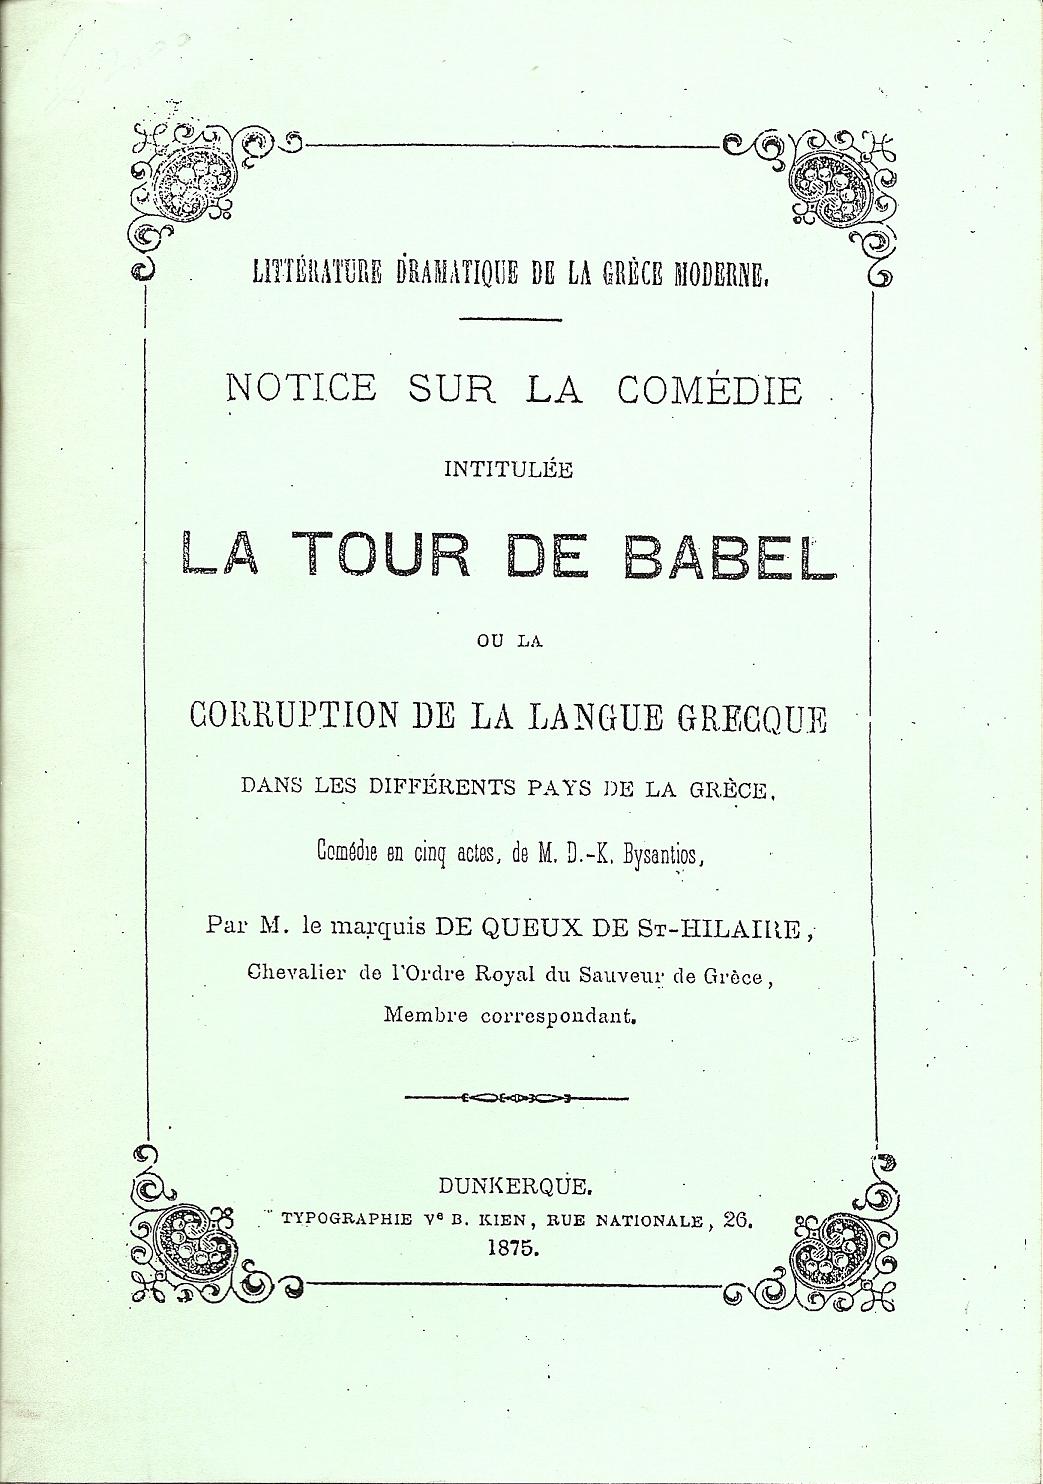 LITTÉRATURE DRAMATIQUE DE LA GRÈCE MODERNE.
NOTICE SUR LA COMÉDIE
INTITULÉE
LA TOUR DE BABEL
OU LA
CORRUPTION DE LA LANGUE GRECQUE
DANS LES DIFFÉRENTS PAYS DE LA GRÈCE,
Comédie en cinq actes, de M. D.-K. Bysantios,
Par M. le marquis DE QUEUX DE ST-HILAIRE,
Chevalier de l'Ordre Royal du Sauveur de Grèce,
Membre correspondant.
DUNKERQUE.
TYPOGRAPHIE Ve B. KIEN, RUE NATIONALE, 26.
1875.